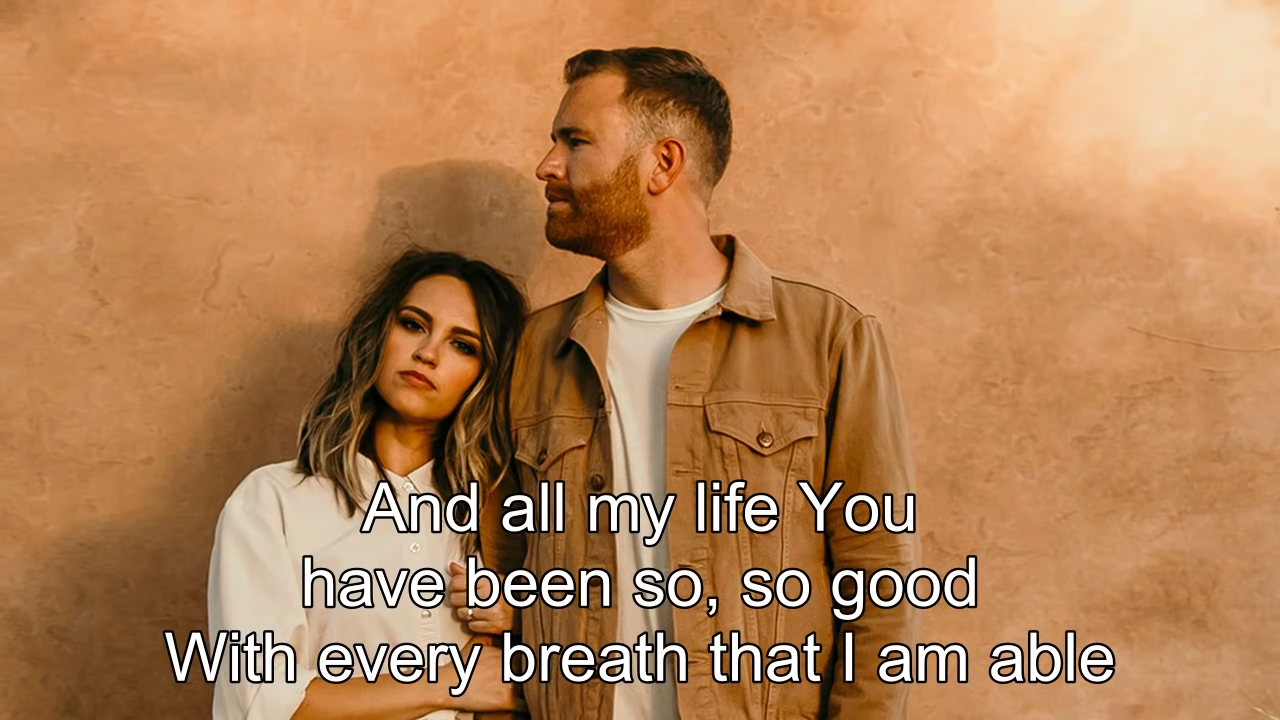 And all my life You
have been so, so good
With every breath that I am able